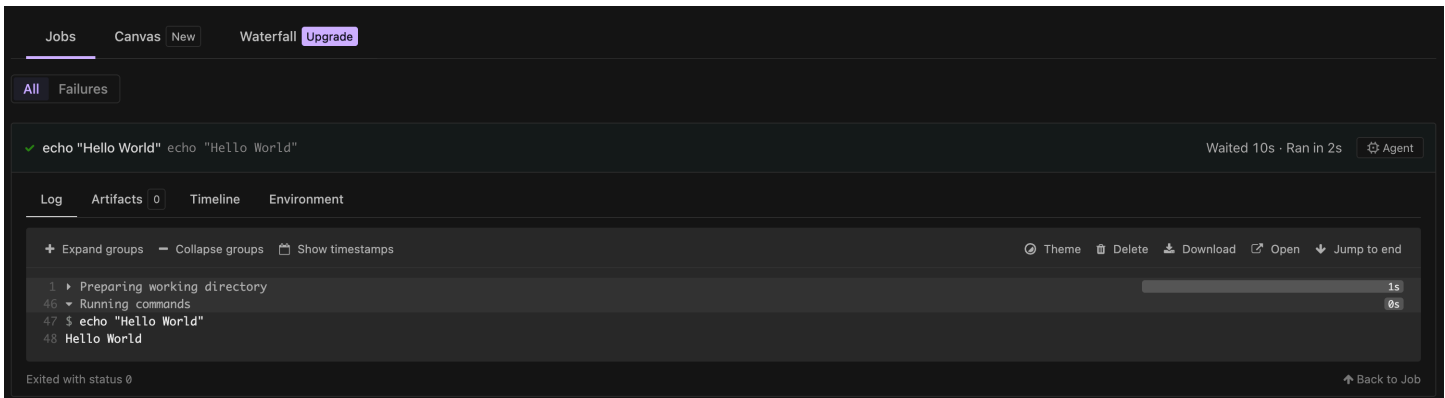 Jobs Canvas New Waterfall Upgrade
All Failures
echo "Hello World" echo "Hello World" Waited 10s · Ran in 2s Agent
Log Artifacts 0 Timeline Environment
Expand groups Collapse groups Show timestamps Theme Delete Download Open Jump to end
1 Preparing working directory 1s
46 Running commands 0s
47 $ echo "Hello World"
48 Hello World
Exited with status 0 Back to Job